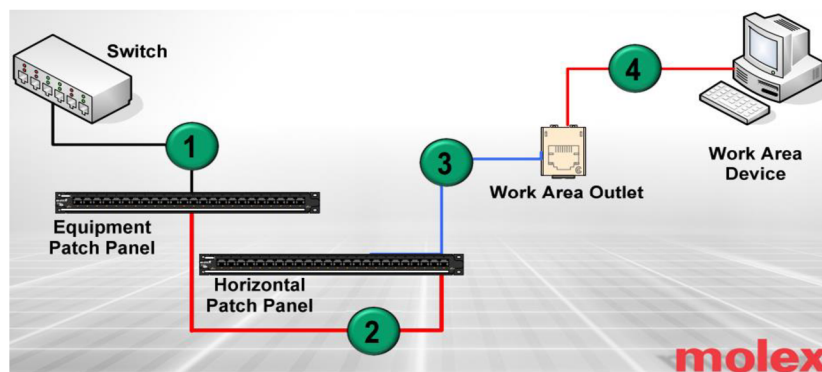 Switch
1
4
3
Work Area Outlet
Work Area
Device
Equipment
Patch Panel
Horizontal
Patch Panel
2
molex